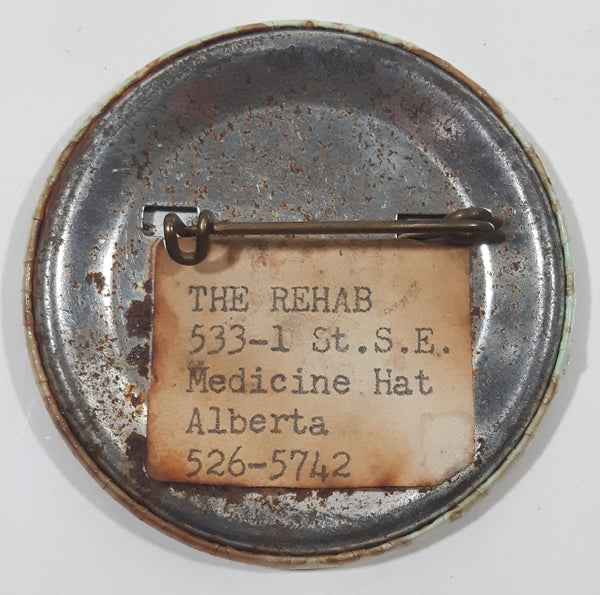 THE REHAB
533-1 St.S.E.
Medicine Hat
Alberta
526-5742